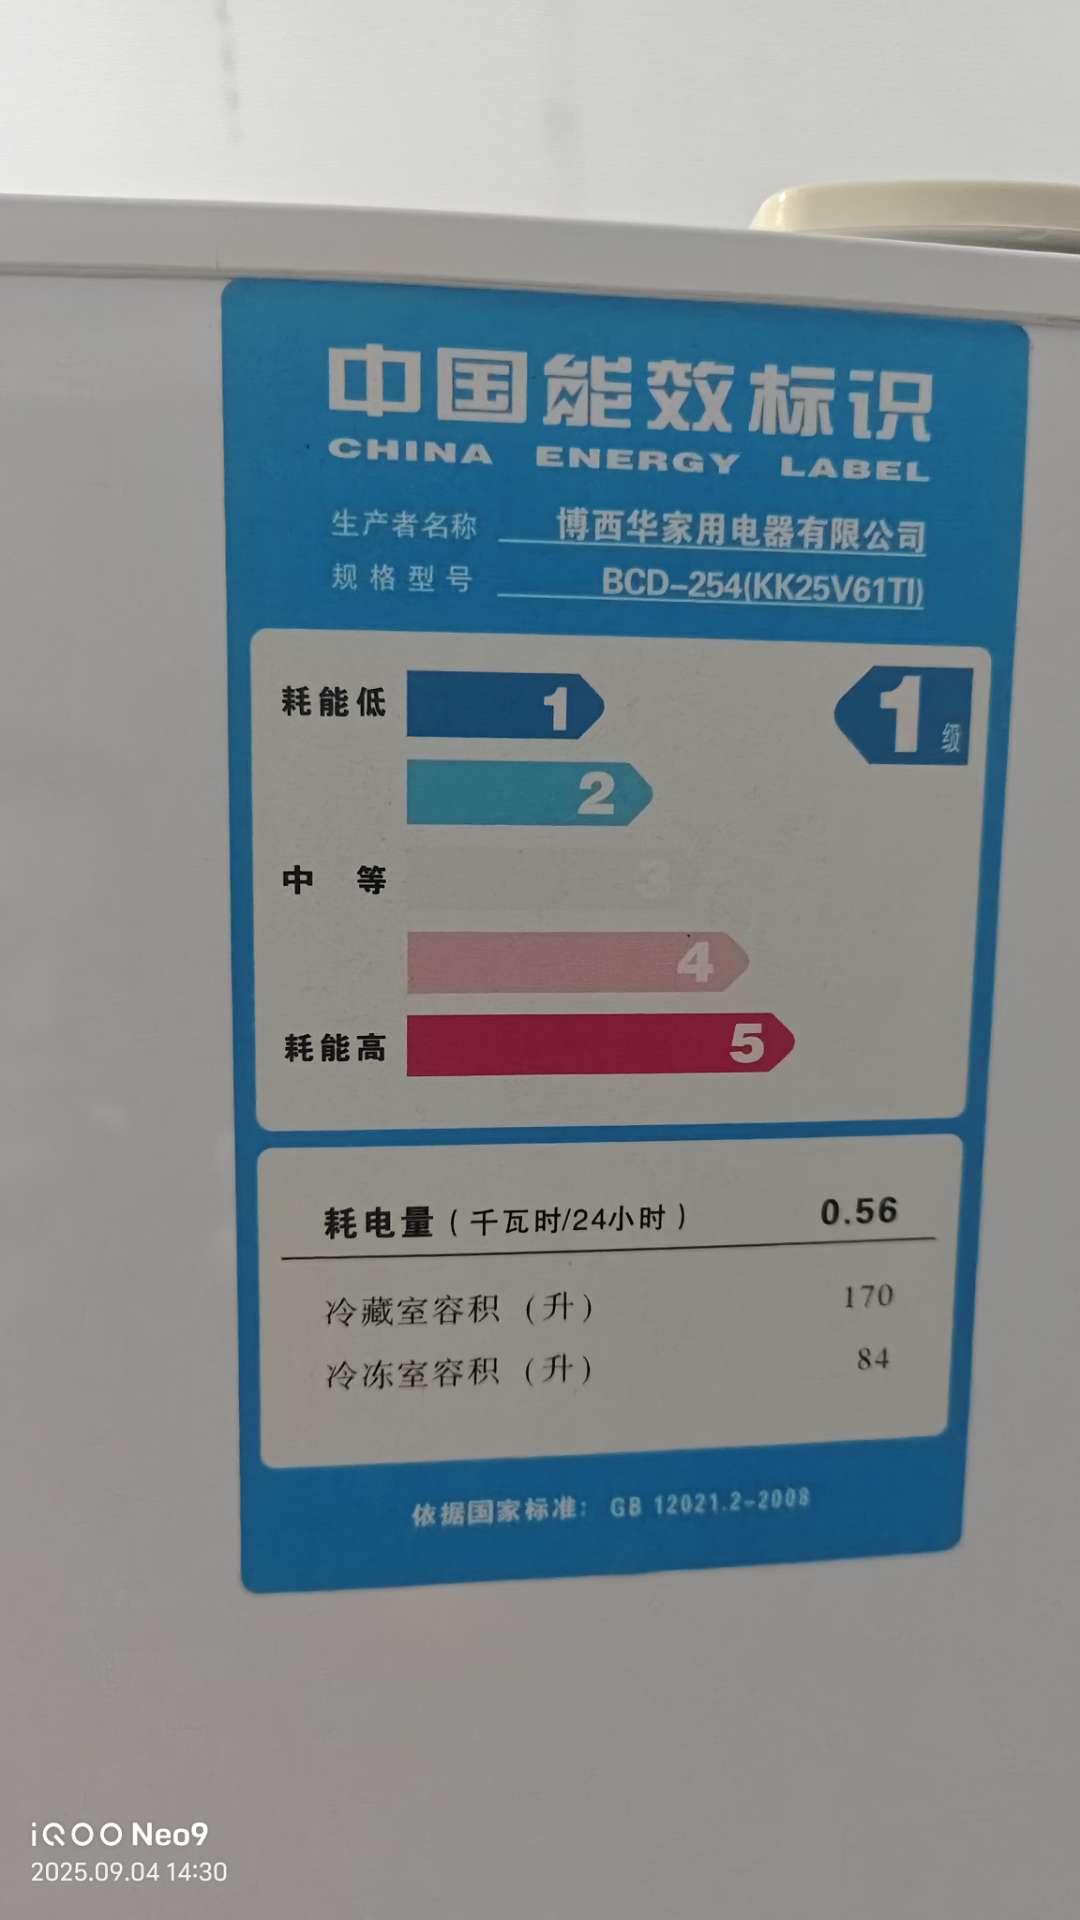 中国能效标识
CHINA ENERGY LABEL
生产者名称 博西华家用电器有限公司
规格型号 BCD-254(KK25V61TI)
耗能低 1 1级
2
中等 3
4
耗能高 5
耗电量(千瓦时/24小时) 0.56
冷藏室容积(升) 170
冷冻室容积(升) 84
依据国家标准: GB 12021.2-2008
iQOO Neo9
2025.09.04 14:30